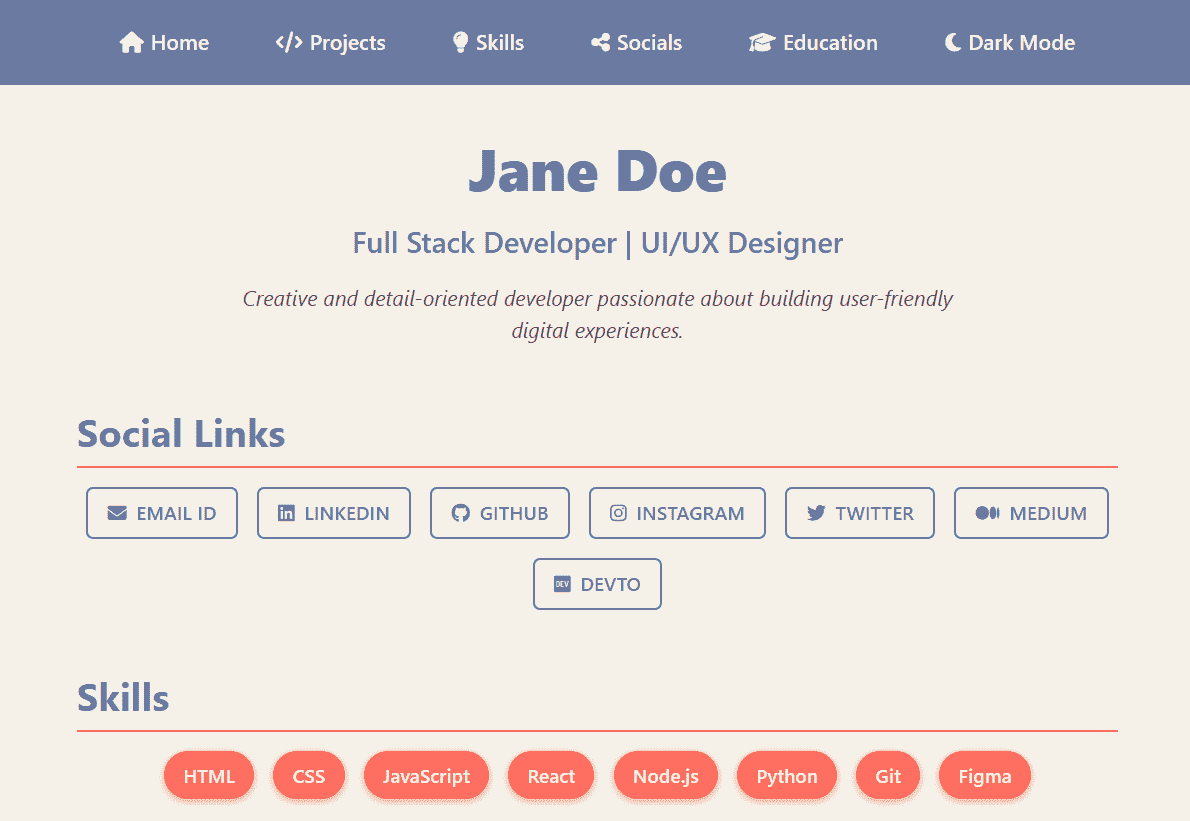 Home Projects Skills Socials Education Dark Mode
Jane Doe
Full Stack Developer | UI/UX Designer
Creative and detail-oriented developer passionate about building user-friendly
digital experiences.
Social Links
EMAIL ID LINKEDIN GITHUB INSTAGRAM TWITTER MEDIUM
DEV DEVTO
Skills
HTML CSS JavaScript React Node.js Python Git Figma